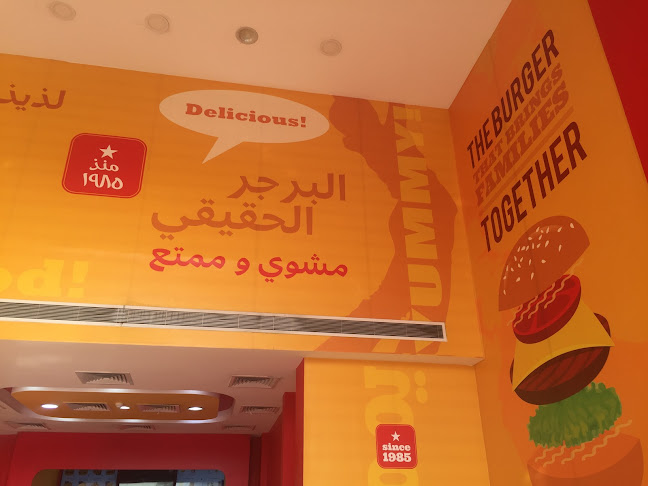 لذيذ
Delicious!
منذ
١٩٨٥
البرجر
الحقيقي
مشوي و ممتع
YUMMY!
THE BURGER
THAT BRINGS
FAMILIES
TOGETHER
since
1985